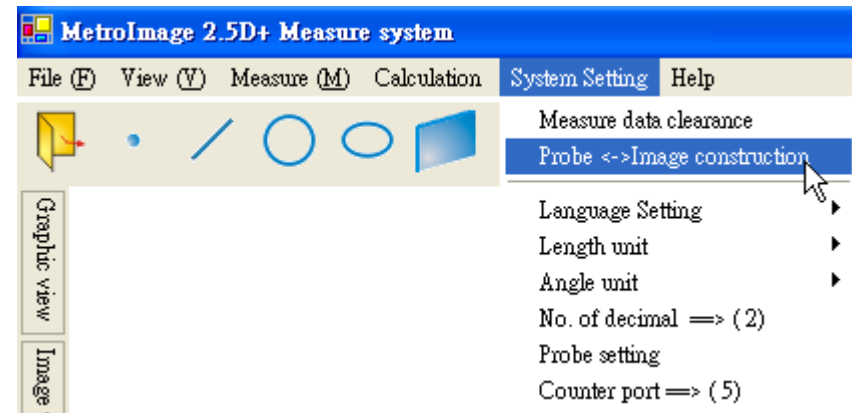 MetroImage 2.5D+ Measure system
File (F) View (V) Measure (M) Calculation System Setting Help
Measure data clearance
Probe <->Image construction
Language Setting
Length unit
Angle unit
No. of decimal ==> ( 2)
Probe setting
Counter port ==> ( 5)
Graphic view
Image